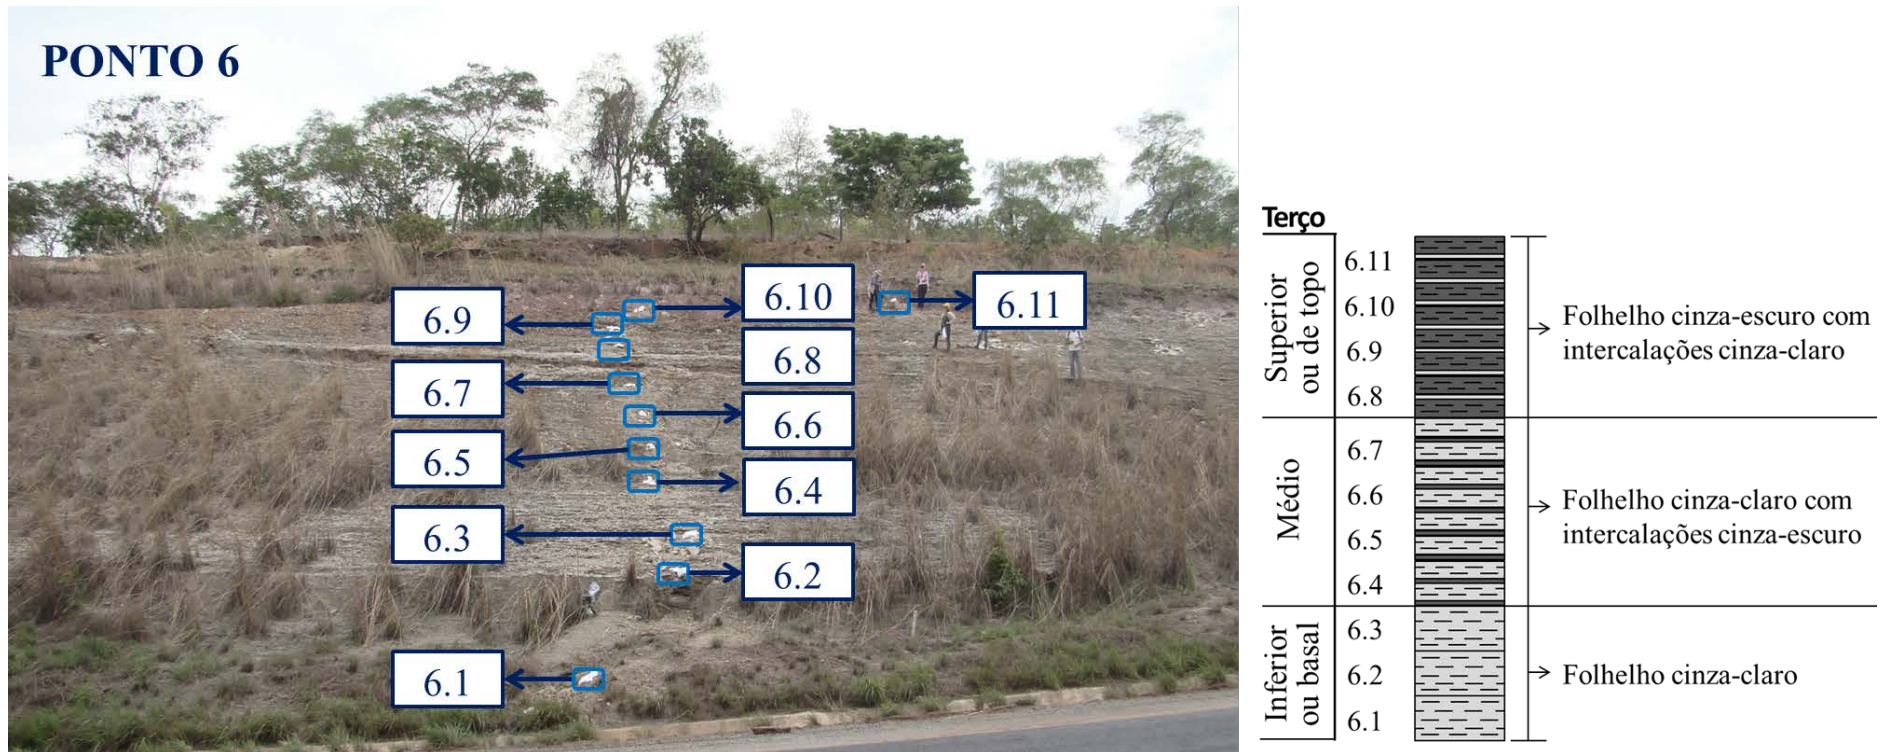 PONTO 6
6.9
6.10
6.11
6.8
6.7
6.6
6.5
6.4
6.3
6.2
6.1
Terço
Superior
ou de topo
6.11
6.10
6.9
6.8
Folhelho cinza-escuro com
intercalações cinza-claro
Médio
6.7
6.6
6.5
6.4
Folhelho cinza-claro com
intercalações cinza-escuro
Inferior
ou basal
6.3
6.2
6.1
Folhelho cinza-claro